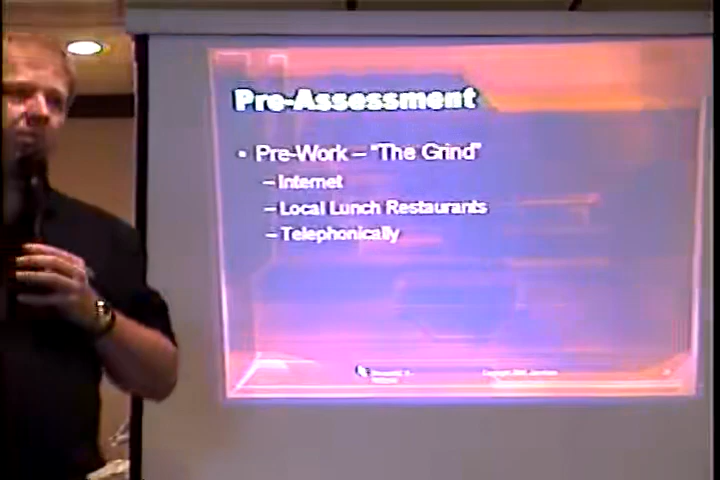 Pre-Assessment
• Pre-Work – "The Grind"
– Internet
– Local Lunch Restaurants
– Telephonically